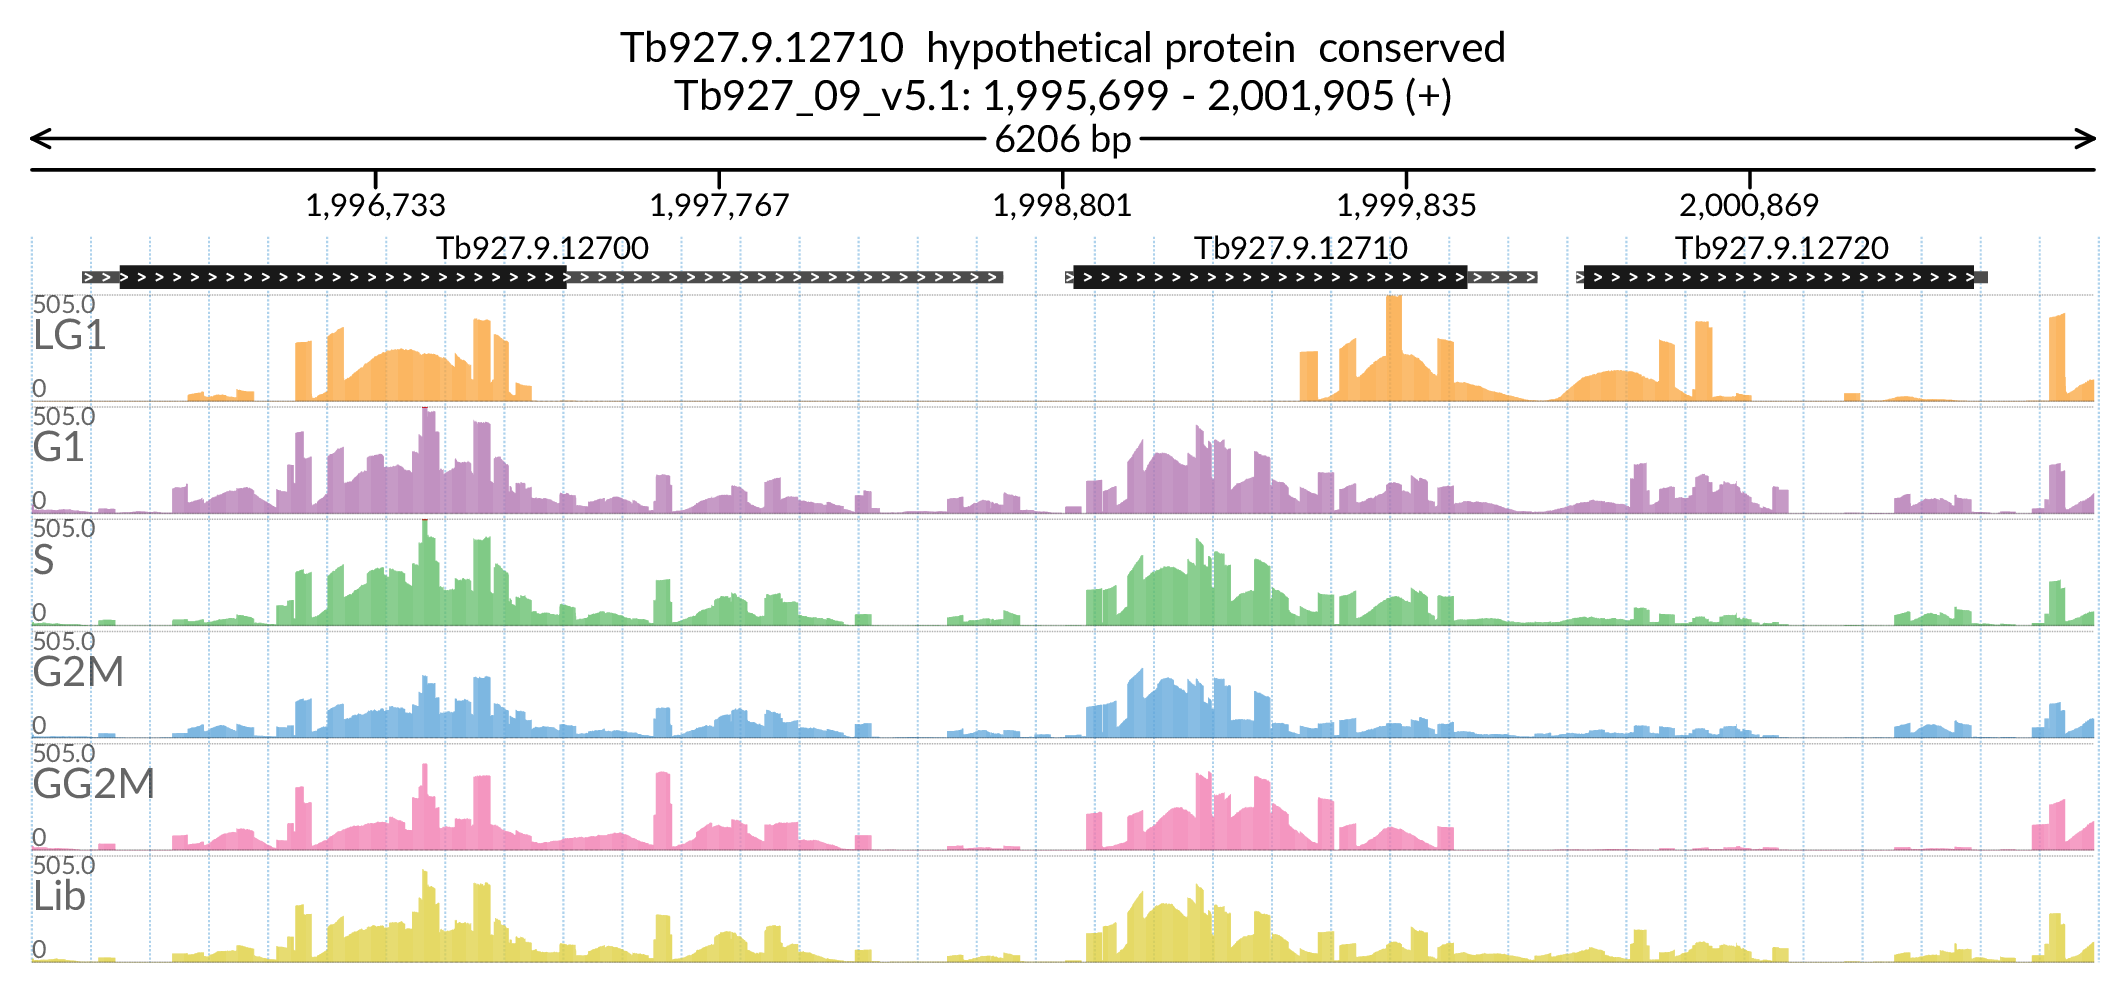 Tb927.9.12710  hypothetical protein  conserved
Tb927_09_v5.1: 1,995,699 - 2,001,905 (+)
6206 bp
1,996,733 1,997,767 1,998,801 1,999,835 2,000,869
Tb927.9.12700 Tb927.9.12710 Tb927.9.12720
505.0
LG1
0
505.0
G1
0
505.0
S
0
505.0
G2M
0
505.0
GG2M
0
505.0
Lib
0